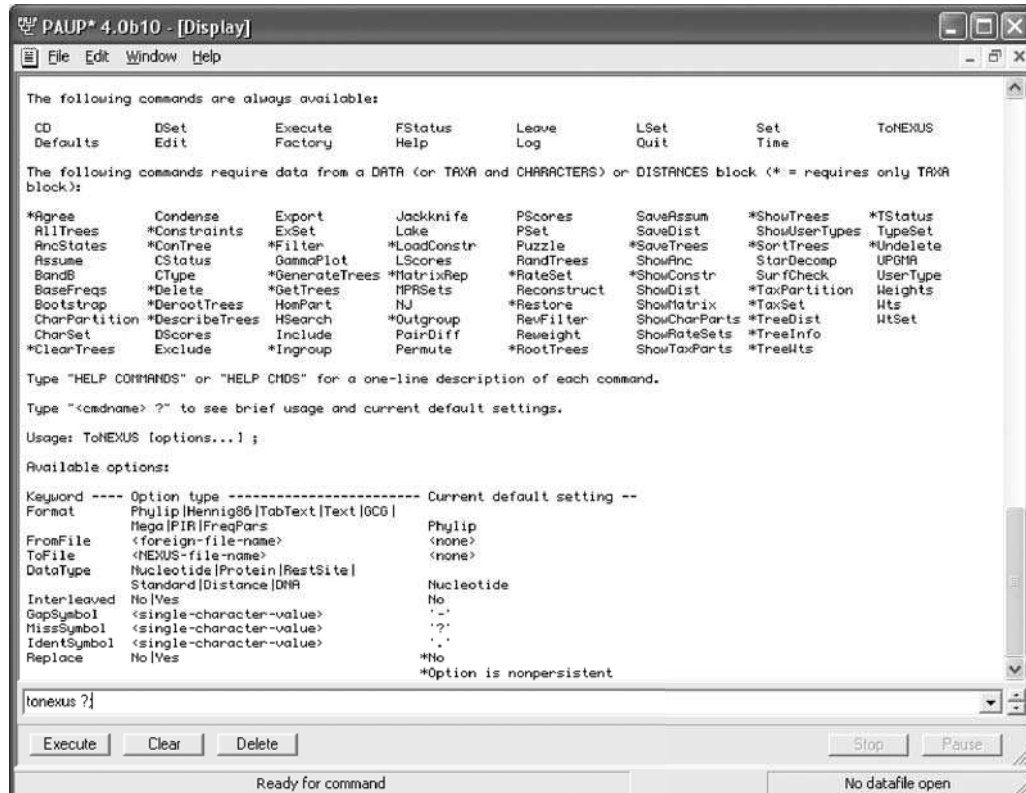 PAUP* 4.0b10 - [Display]
File Edit Window Help
The following commands are always available:
CD DSet Execute FStatus Leave LSet Set ToNEXUS
Defaults Edit Factory Help Log Quit Time
The following commands require data from a DATA (or TAXA and CHARACTERS) or DISTANCES block (* = requires only TAXA
block):
*Agree Condense Export Jackknife PScores SaveAssum *ShowTrees *TStatus
AllTrees *Constraints ExSet Lake PSet SaveDist ShowUserTypes TypeSet
AncStates *ConTree *Filter *LoadConstr Puzzle *SaveTrees *SortTrees *Undelete
Assume CStatus GammaPlot LScores RandTrees ShowAnc StarDecomp UPGMA
BandB CType *GenerateTrees *MatrixRep *RateSet *ShowConstr SurfCheck UserType
BaseFreqs *Delete *GetTrees MPRSets Reconstruct ShowDist *TaxPartition Weights
Bootstrap *DerootTrees HomPart NJ *Restore ShowMatrix *TaxSet Wts
CharPartition *DescribeTrees HSearch *Outgroup RevFilter ShowCharParts *TreeDist WtSet
CharSet DScores Include PairDiff Reweight ShowRateSets *TreeInfo
*ClearTrees Exclude *Ingroup Permute *RootTrees ShowTaxParts *TreeWts
Type "HELP COMMANDS" or "HELP CMDS" for a one-line description of each command.
Type "<cmdname> ?" to see brief usage and current default settings.
Usage: ToNEXUS [options...] ;
Available options:
Keyword ---- Option type ------------------------ Current default setting --
Format Phylip|Hennig86|TabText|Text|GCG|
Mega|PIR|FreqPars Phylip
FromFile <foreign-file-name> <none>
ToFile <NEXUS-file-name> <none>
DataType Nucleotide|Protein|RestSite|
Standard|Distance|DNA Nucleotide
Interleaved No|Yes No
GapSymbol <single-character-value> '-'
MissSymbol <single-character-value> '?'
IdentSymbol <single-character-value> '.'
Replace No|Yes *No
*Option is nonpersistent
tonexus ?;
Execute Clear Delete Stop Pause
Ready for command No datafile open